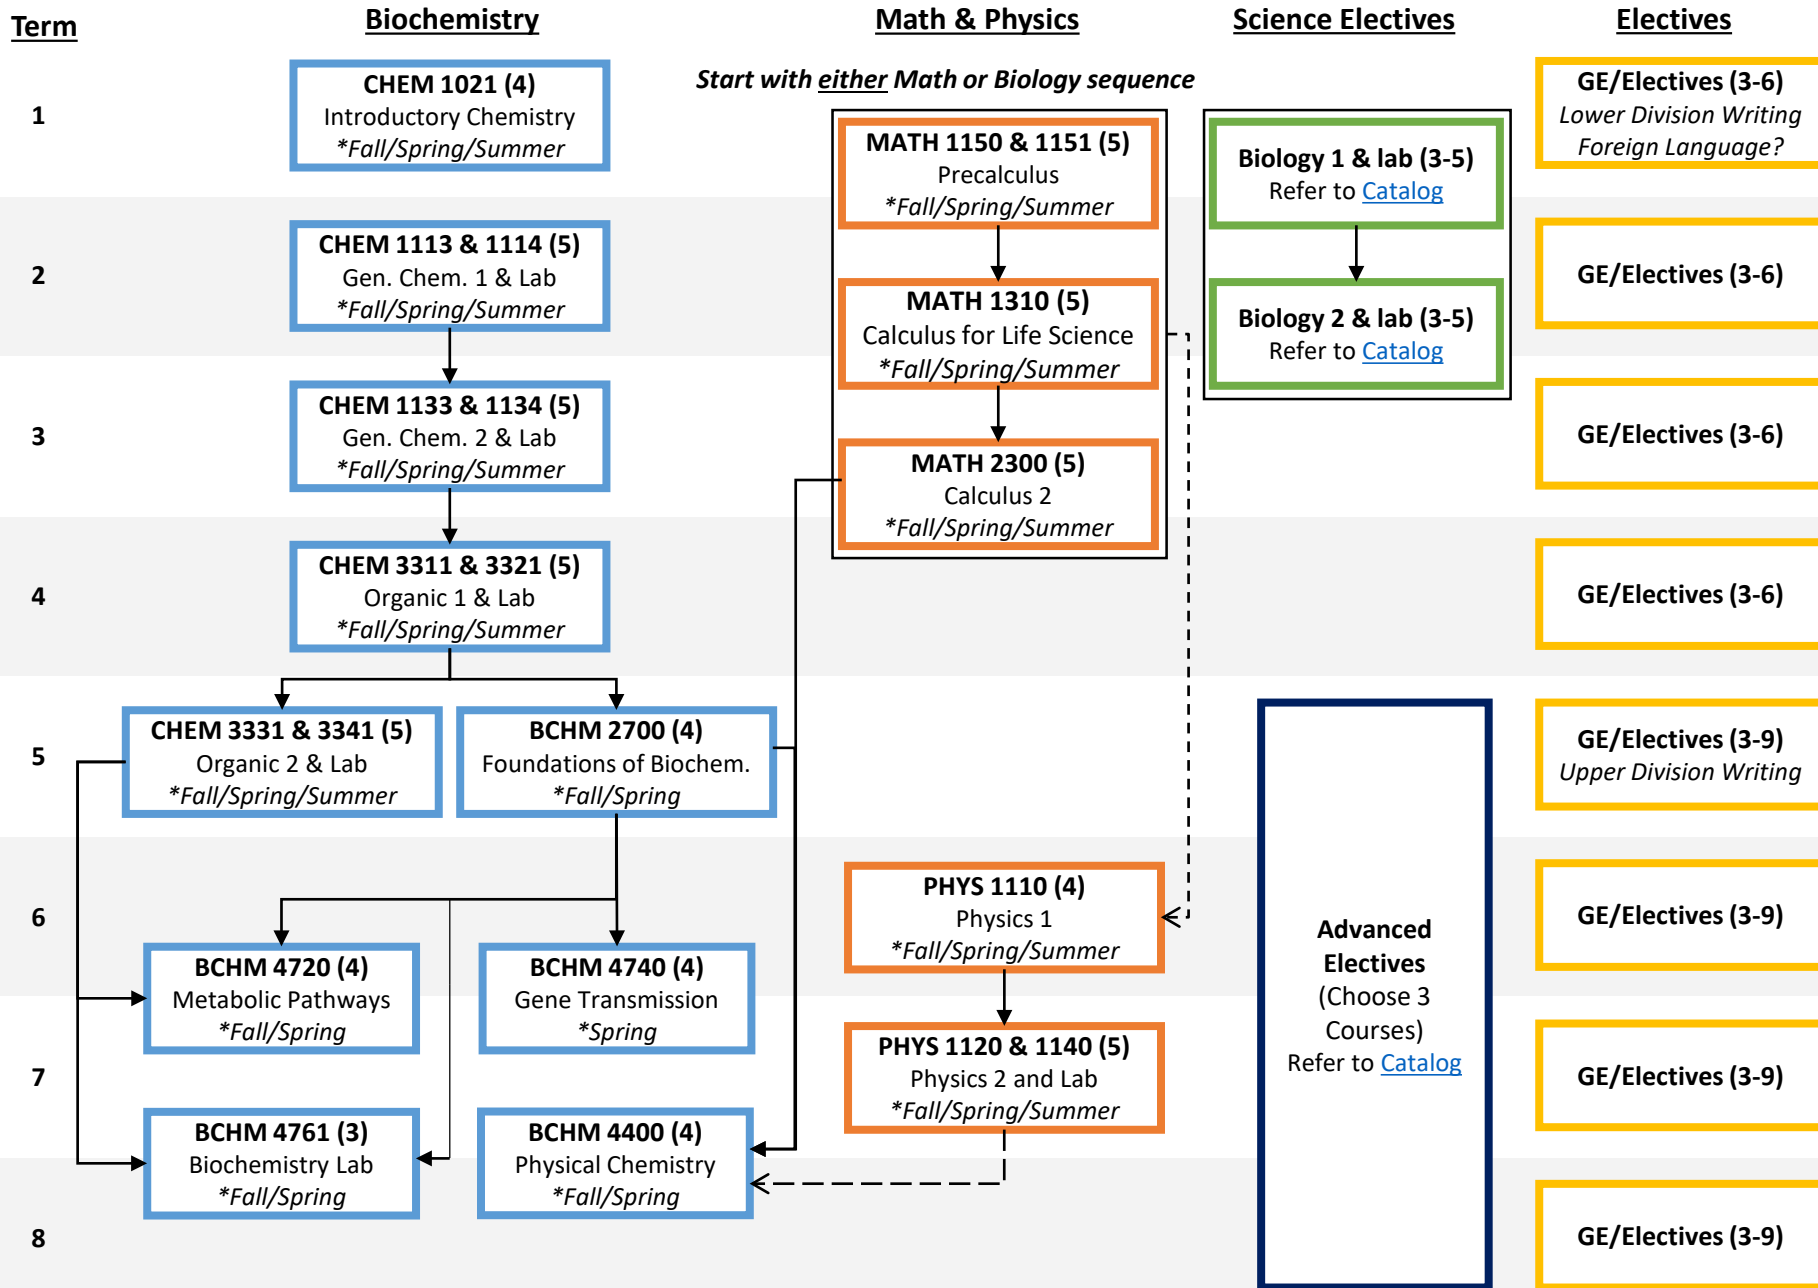 Term
Biochemistry
Math & Physics
Science Electives
Electives
Start with either Math or Biology sequence
1
CHEM 1021 (4)
Introductory Chemistry
*Fall/Spring/Summer
MATH 1150 & 1151 (5)
Precalculus
*Fall/Spring/Summer
Biology 1 & lab (3-5)
Refer to Catalog
GE/Electives (3-6)
Lower Division Writing
Foreign Language?
2
CHEM 1113 & 1114 (5)
Gen. Chem. 1 & Lab
*Fall/Spring/Summer
MATH 1310 (5)
Calculus for Life Science
*Fall/Spring/Summer
Biology 2 & lab (3-5)
Refer to Catalog
GE/Electives (3-6)
3
CHEM 1133 & 1134 (5)
Gen. Chem. 2 & Lab
*Fall/Spring/Summer
MATH 2300 (5)
Calculus 2
*Fall/Spring/Summer
GE/Electives (3-6)
4
CHEM 3311 & 3321 (5)
Organic 1 & Lab
*Fall/Spring/Summer
GE/Electives (3-6)
5
CHEM 3331 & 3341 (5)
Organic 2 & Lab
*Fall/Spring/Summer
BCHM 2700 (4)
Foundations of Biochem.
*Fall/Spring
GE/Electives (3-9)
Upper Division Writing
6
BCHM 4720 (4)
Metabolic Pathways
*Fall/Spring
BCHM 4740 (4)
Gene Transmission
*Spring
PHYS 1110 (4)
Physics 1
*Fall/Spring/Summer
Advanced
Electives
(Choose 3
Courses)
Refer to Catalog
GE/Electives (3-9)
7
PHYS 1120 & 1140 (5)
Physics 2 and Lab
*Fall/Spring/Summer
GE/Electives (3-9)
BCHM 4761 (3)
Biochemistry Lab
*Fall/Spring
BCHM 4400 (4)
Physical Chemistry
*Fall/Spring
8
GE/Electives (3-9)